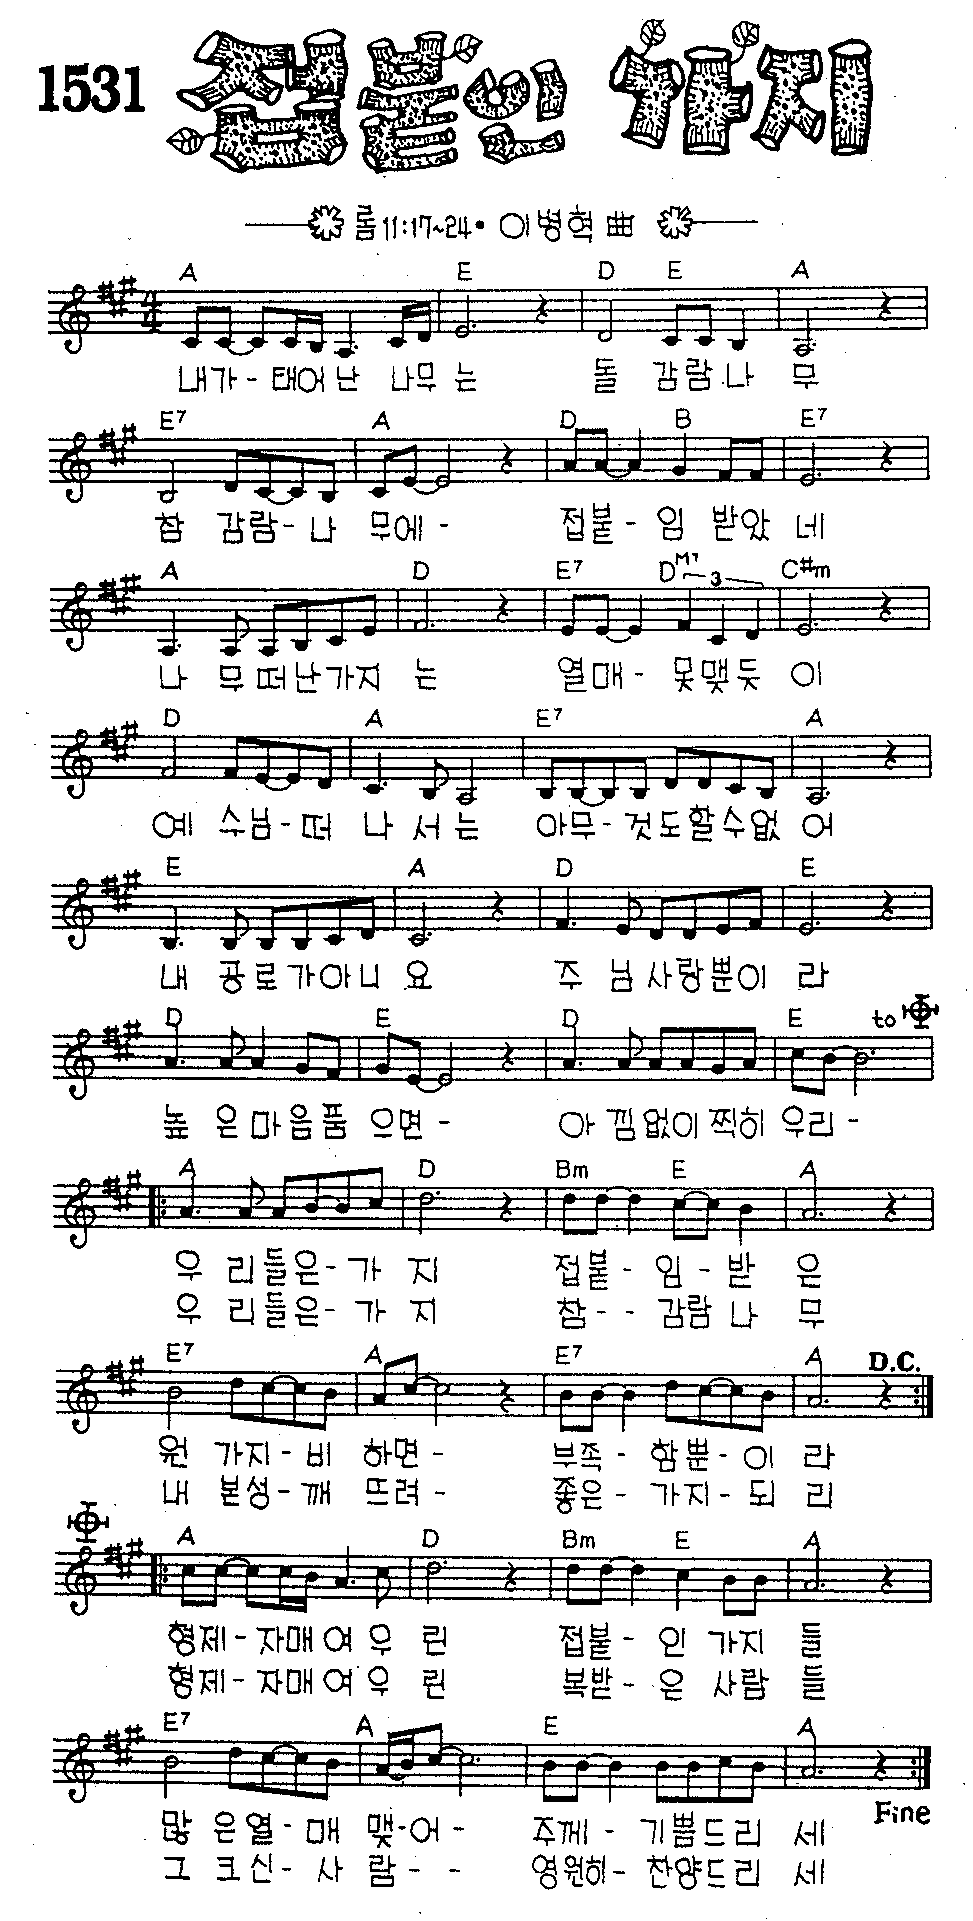 1531 접붙인 가지
롬 11:17~24 • 이병혁 曲
A E D E A
내가 - 태어난 나무는 돌 감람나 무
E7 A D B E7
참 감람 - 나 무에 - 접붙 - 임 받았 네
A D E7 DM7 3 C#m
나 무떠난가지 는 열매 - 못맺듯 이
D A E7 A
예 수님 - 떠 나 서는 아무 - 것도할수없 어
E A D E
내 공로가아니 요 주 님사랑뿐이 라
D E D E to
높 은마음품 으면 - 아 낌없이찍히 우리 -
A D Bm E A
우 리들은 - 가 지 접붙 - 임 - 받 은
우 리들은 - 가 지 참 - - 감람 나 무
E7 A E7 A D.C.
원 가지 - 비 하면 - 부족 - 함뿐 - 이 라
내 본성 - 깨 뜨려 - 좋은 - 가지 - 되 리
A D Bm E A
형제 - 자매여우 린 접붙 - 인 가지 들
형제 - 자매여우 린 복받 - 은 사람 들
E7 A E A
많 은열 - 매 맺 - 어 - 주께 - 기쁨드리 세
Fine
그 크신 - 사 람 - - 영원히 - 찬양드리 세